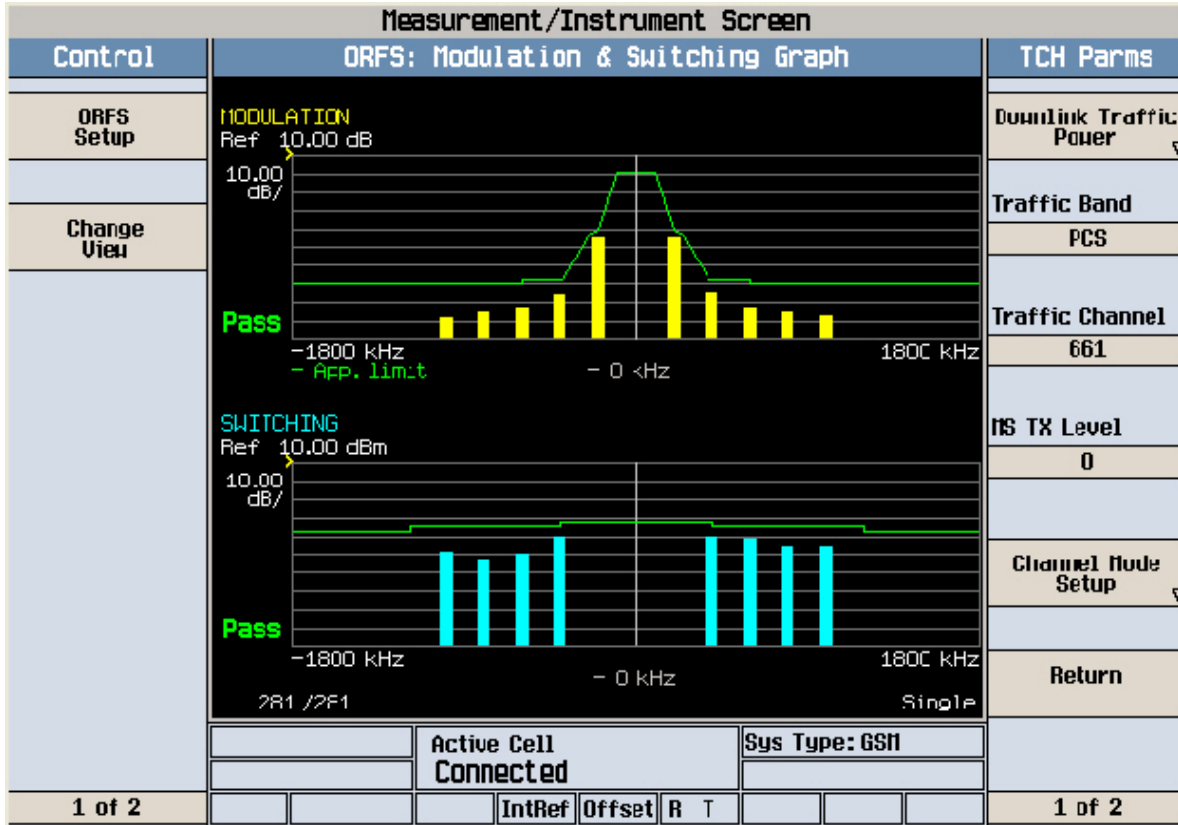 Measurement/Instrument Screen
Control
ORFS: Modulation & Switching Graph
TCH Parms
ORFS
Setup
Change
View
1 of 2
MODULATION
Ref 10.00 dB
10.00
dB/
Pass
-1800 kHz
1800 kHz
- App. limit
- 0 kHz
SWITCHING
Ref 10.00 dBm
10.00
dB/
Pass
-1800 kHz
1800 kHz
- 0 kHz
Single
Active Cell
Connected
Sys Type: GSM
IntRef
Offset
R T
Downlink Traffic
Power
Traffic Band
PCS
Traffic Channel
661
MS TX Level
0
Channel Mode
Setup
Return
1 of 2